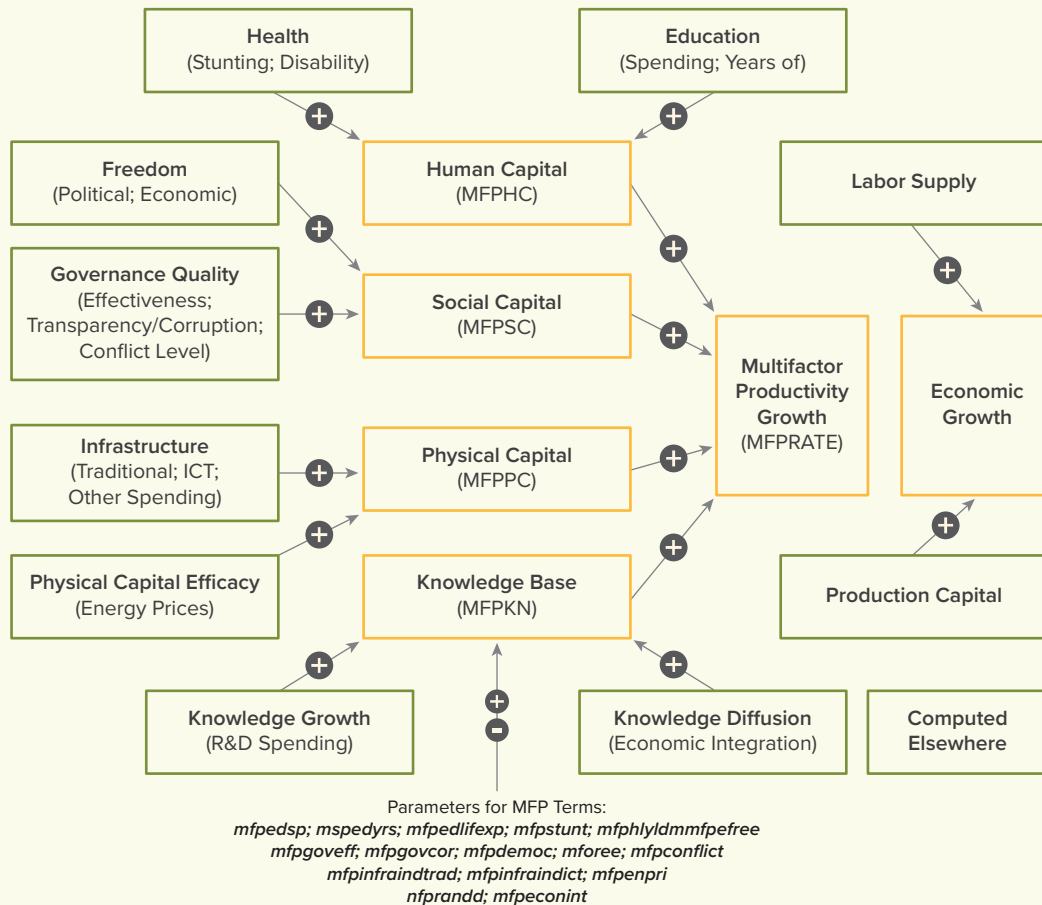 Health
(Stunting; Disability)
Education
(Spending; Years of)
Freedom
(Political; Economic)
Human Capital
(MFPHC)
Labor Supply
Governance Quality
(Effectiveness;
Transparency/Corruption;
Conflict Level)
Social Capital
(MFPSC)
Multifactor
Productivity
Growth
(MFPRATE)
Economic
Growth
Infrastructure
(Traditional; ICT;
Other Spending)
Physical Capital
(MFPPC)
Physical Capital Efficacy
(Energy Prices)
Knowledge Base
(MFPKN)
Production Capital
Knowledge Growth
(R&D Spending)
Knowledge Diffusion
(Economic Integration)
Computed
Elsewhere
Parameters for MFP Terms:
mfpedsp; mspedyrs; mfpedlifexp; mfpstunt; mfphlyldmmfpefree
mfpgoveff; mfpgovcor; mfpdemoc; mforee; mfpconflict
mfpinfraindtrad; mfpinfraindict; mfpenpri
nfprandd; mfpeconint